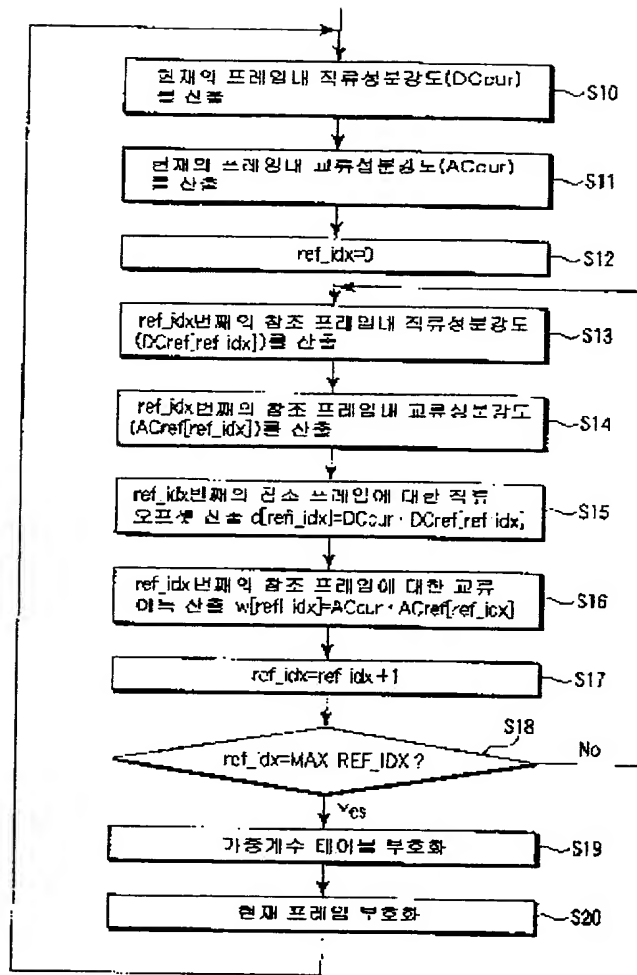 현재의 프레임내 직류성분강도(DCcur)
를 산출
S10
현재의 프레임내 교류성분강도(ACcur)
를 산출
S11
ref_idx=0
S12
ref_idx번째의 참조 프레임내 직류성분강도
(DCref[ref_idx])를 산출
S13
ref_idx번째의 참조 프레임내 교류성분강도
(ACref[ref_idx])를 산출
S14
ref_idx번째의 참조 프레임에 대한 직류
오프셋 산출 d[refi_idx]=DCcur - DCref[ref idx]
S15
ref_idx번째의 참조 프레임에 대한 교류
이득 산출 w[refi_idx]=ACcur ÷ ACref[ref_idx]
S16
ref_idx=ref_idx+1
S17
S18
ref_idx=MAX REF_IDX ?
No
Yes
가중계수 테이블 부호화
S19
현재 프레임 부호화
S20